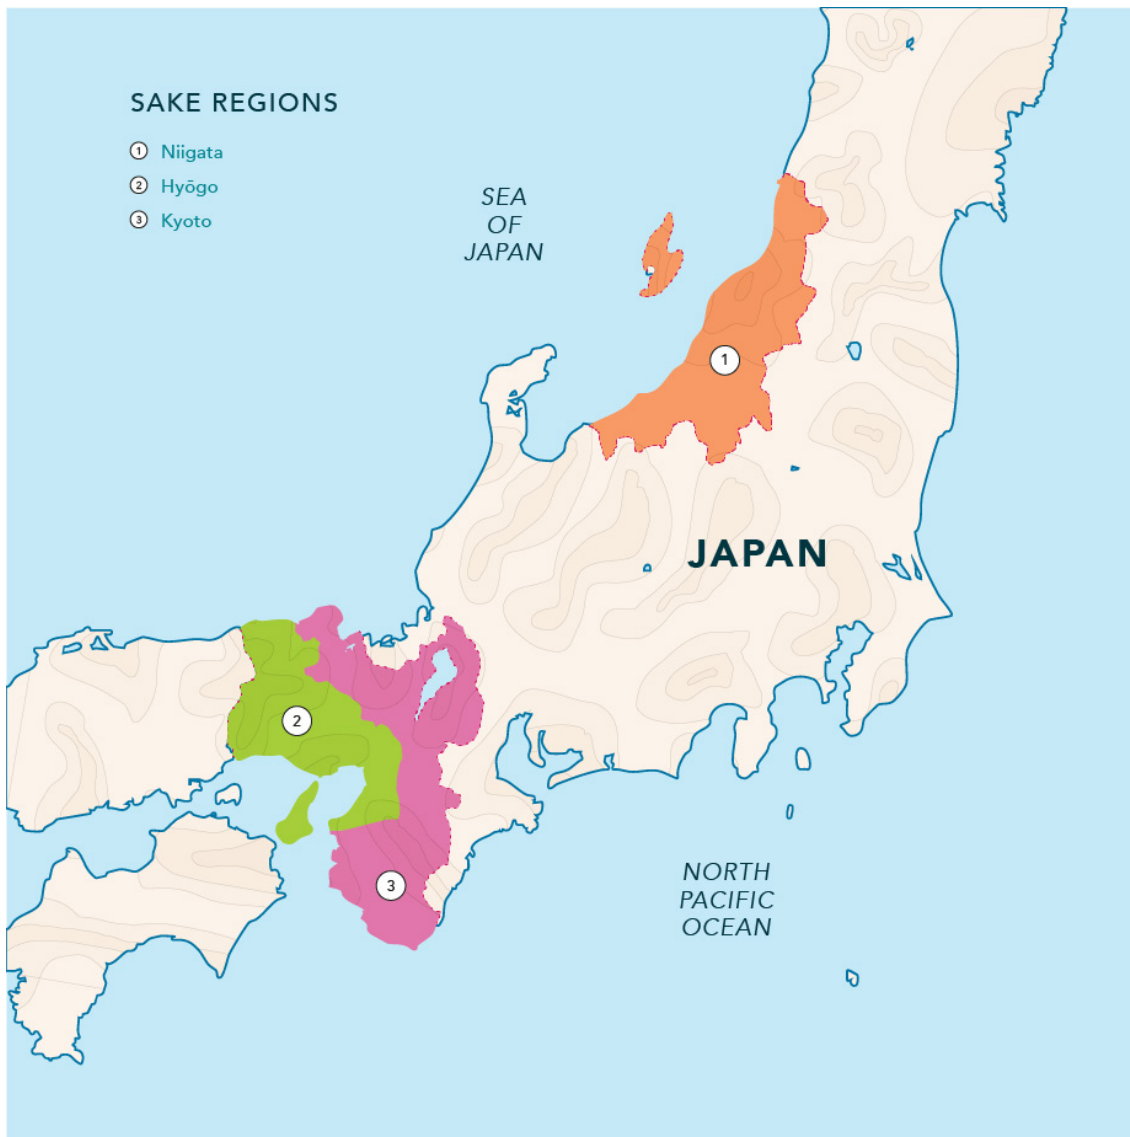 SAKE REGIONS
1 Niigata
2 Hyōgo
3 Kyoto
SEA
OF
JAPAN
1
JAPAN
2
3
NORTH
PACIFIC
OCEAN